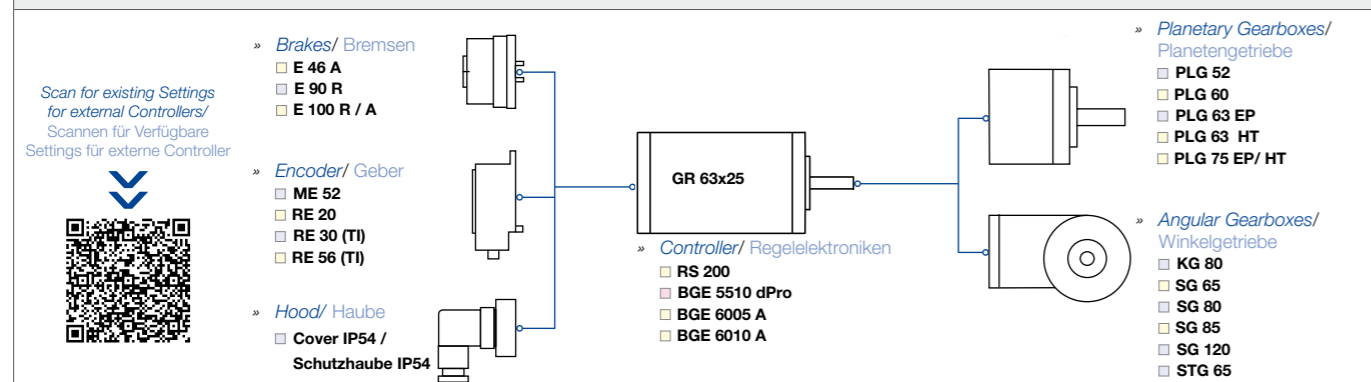 Scan for existing Settings
for external Controllers/
Scannen für Verfügbare
Settings für externe Controller
» Brakes/ Bremsen
E 46 A
E 90 R
E 100 R / A
» Encoder/ Geber
ME 52
RE 20
RE 30 (TI)
RE 56 (TI)
» Hood/ Haube
Cover IP54 /
Schutzhaube IP54
GR 63x25
» Controller/ Regelelektroniken
RS 200
BGE 5510 dPro
BGE 6005 A
BGE 6010 A
» Planetary Gearboxes/
Planetengetriebe
PLG 52
PLG 60
PLG 63 EP
PLG 63 HT
PLG 75 EP/ HT
» Angular Gearboxes/
Winkelgetriebe
KG 80
SG 65
SG 80
SG 85
SG 120
STG 65